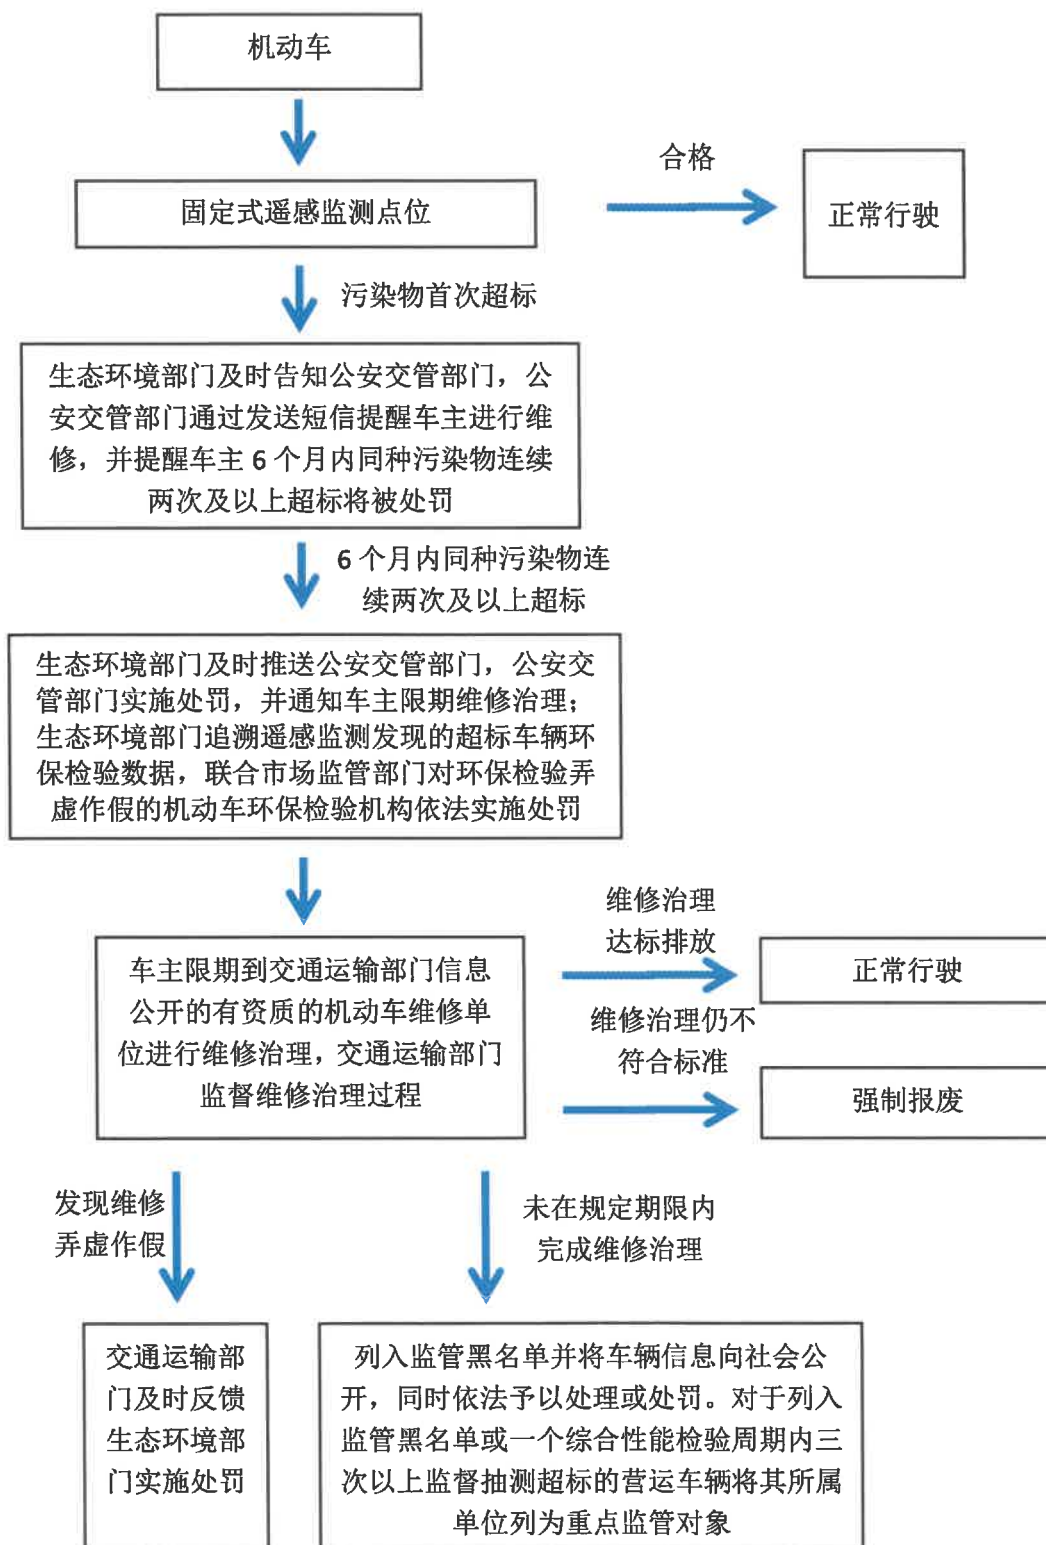 机动车
合格
固定式遥感监测点位
正常行驶
污染物首次超标
生态环境部门及时告知公安交管部门，公
安交管部门通过发送短信提醒车主进行维
修，并提醒车主 6 个月内同种污染物连续
两次及以上超标将被处罚
6 个月内同种污染物连
续两次及以上超标
生态环境部门及时推送公安交管部门，公安交
管部门实施处罚，并通知车主限期维修治理；
生态环境部门追溯遥感监测发现的超标车辆环
保检验数据，联合市场监管部门对环保检验弄
虚作假的机动车环保检验机构依法实施处罚
维修治理
达标排放
车主限期到交通运输部门信息
公开的有资质的机动车维修单
位进行维修治理，交通运输部门
监督维修治理过程
正常行驶
维修治理仍不
符合标准
强制报废
发现维修
弄虚作假
未在规定期限内
完成维修治理
交通运输部
门及时反馈
生态环境部
门实施处罚
列入监管黑名单并将车辆信息向社会公
开，同时依法予以处理或处罚。对于列入
监管黑名单或一个综合性能检验周期内三
次以上监督抽测超标的营运车辆将其所属
单位列为重点监管对象